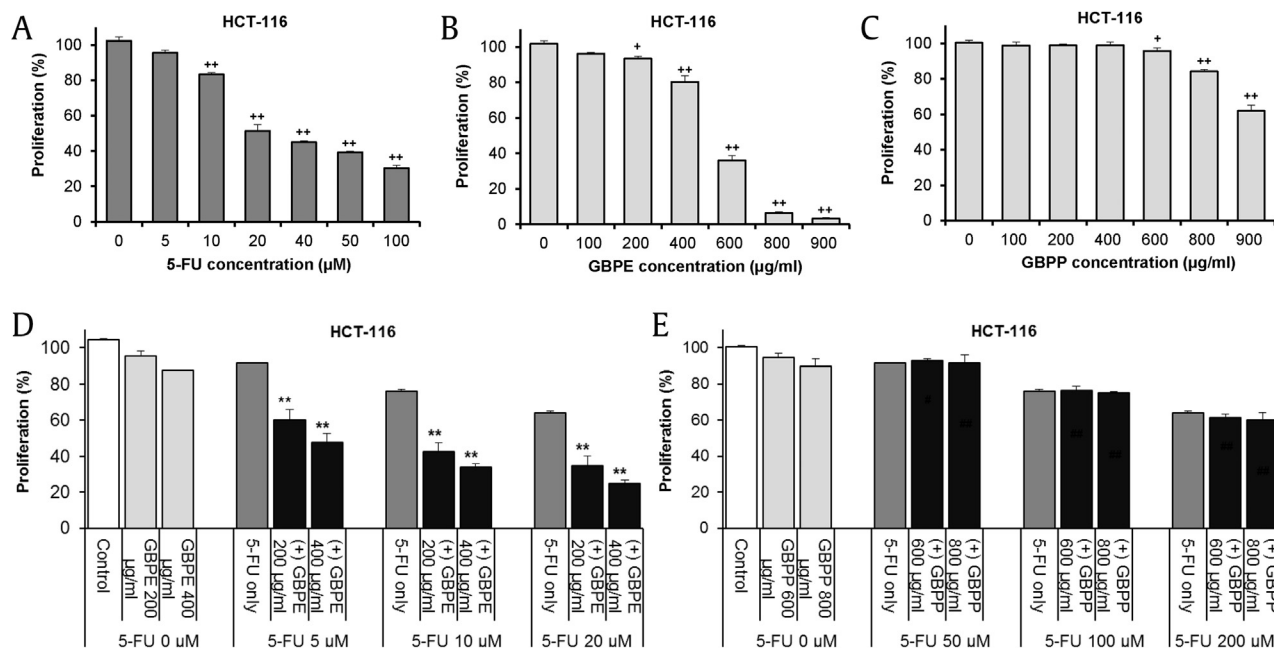 A
HCT-116
Proliferation (%)
100
80
60
40
20
0
++
++
++
++
++
0 5 10 20 40 50 100
5-FU concentration (µM)
B
HCT-116
Proliferation (%)
100
80
60
40
20
0
+
++
++
++
++
0 100 200 400 600 800 900
GBPE concentration (µg/ml)
C
HCT-116
Proliferation (%)
100
80
60
40
20
0
+
++
++
0 100 200 400 600 800 900
GBPP concentration (µg/ml)
D
HCT-116
Proliferation (%)
100
80
60
40
20
0
**
**
**
**
**
**
Control
GBPE 200
µg/ml
GBPE 400
µg/ml
5-FU only
(+) GBPE
200 µg/ml
(+) GBPE
400 µg/ml
5-FU only
(+) GBPE
200 µg/ml
(+) GBPE
400 µg/ml
5-FU only
(+) GBPE
200 µg/ml
(+) GBPE
400 µg/ml
5-FU 0 uM
5-FU 5 uM
5-FU 10 uM
5-FU 20 uM
E
HCT-116
Proliferation (%)
100
80
60
40
20
0
#
##
##
##
##
##
Control
GBPP 600
µg/ml
GBPP 800
µg/ml
5-FU only
(+) GBPP
600 µg/ml
(+) GBPP
800 µg/ml
5-FU only
(+) GBPP
600 µg/ml
(+) GBPP
800 µg/ml
5-FU only
(+) GBPP
600 µg/ml
(+) GBPP
800 µg/ml
5-FU 0 uM
5-FU 50 uM
5-FU 100 uM
5-FU 200 uM